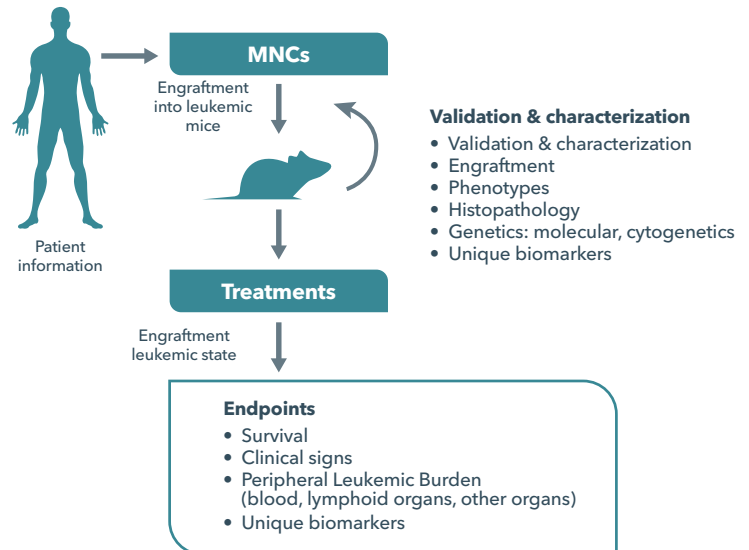 MNCs
Engraftment
into leukemic
mice
Patient
information
Validation & characterization
• Validation & characterization
• Engraftment
• Phenotypes
• Histopathology
• Genetics: molecular, cytogenetics
• Unique biomarkers
Treatments
Engraftment
leukemic state
Endpoints
• Survival
• Clinical signs
• Peripheral Leukemic Burden
(blood, lymphoid organs, other organs)
• Unique biomarkers